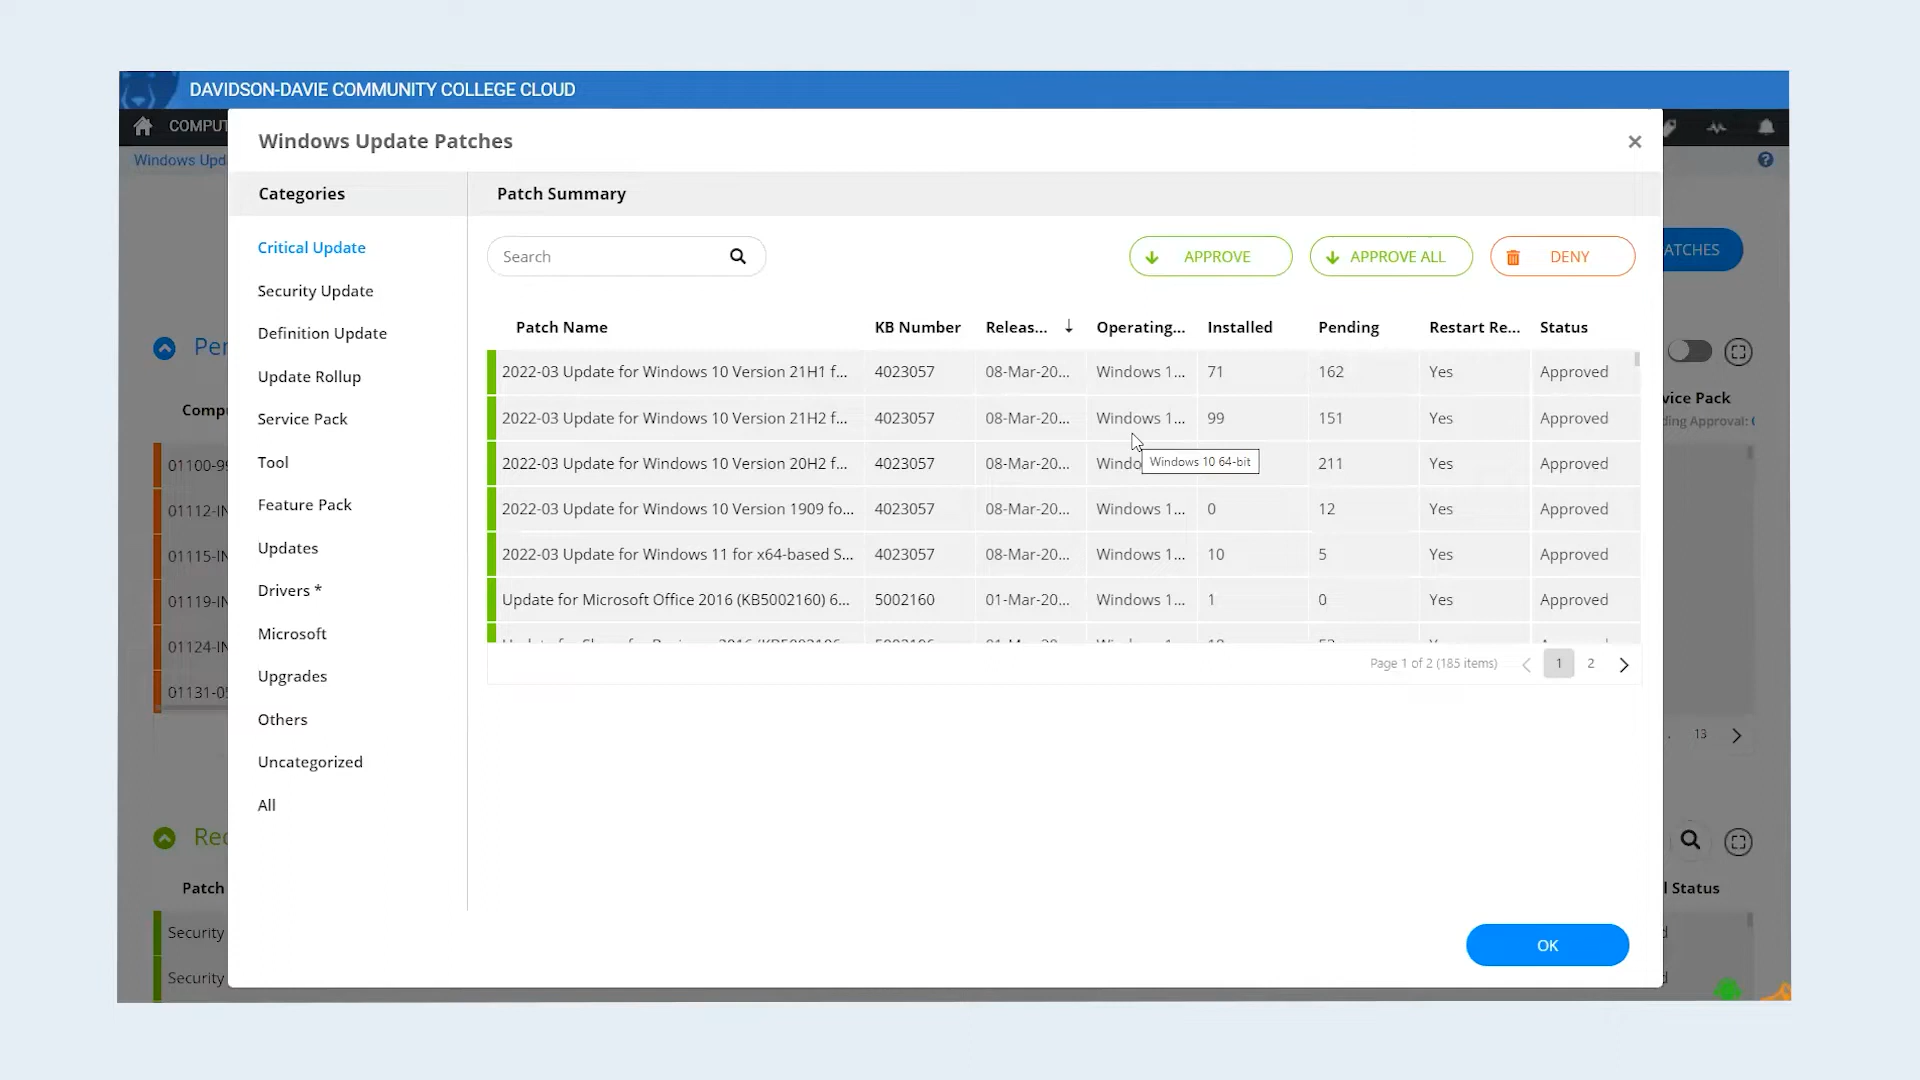 DAVIDSON-DAVIE COMMUNITY COLLEGE CLOUD
COMPUT
Windows Upd
Windows Update Patches
Categories
Patch Summary
Critical Update
Security Update
Definition Update
Update Rollup
Service Pack
Tool
Feature Pack
Updates
Drivers *
Microsoft
Upgrades
Others
Uncategorized
All
Search
APPROVE
APPROVE ALL
DENY
Patch Name KB Number Releas... Operating... Installed Pending Restart Re... Status
2022-03 Update for Windows 10 Version 21H1 f... 4023057 08-Mar-20... Windows 1... 71 162 Yes Approved
2022-03 Update for Windows 10 Version 21H2 f... 4023057 08-Mar-20... Windows 1... 99 151 Yes Approved
2022-03 Update for Windows 10 Version 20H2 f... 4023057 08-Mar-20... Windo 211 Yes Approved
Windows 10 64-bit
2022-03 Update for Windows 10 Version 1909 fo... 4023057 08-Mar-20... Windows 1... 0 12 Yes Approved
2022-03 Update for Windows 11 for x64-based S... 4023057 08-Mar-20... Windows 1... 10 5 Yes Approved
Update for Microsoft Office 2016 (KB5002160) 6... 5002160 01-Mar-20... Windows 1... 1 0 Yes Approved
Page 1 of 2 (185 items) 1 2
OK
ATCHES
Per
Compu
vice Pack
ding Approval:
01100-99
01112-IN
01115-IN
01119-IN
01124-IN
01131-05
13
Rec
Patch
l Status
Security
Security